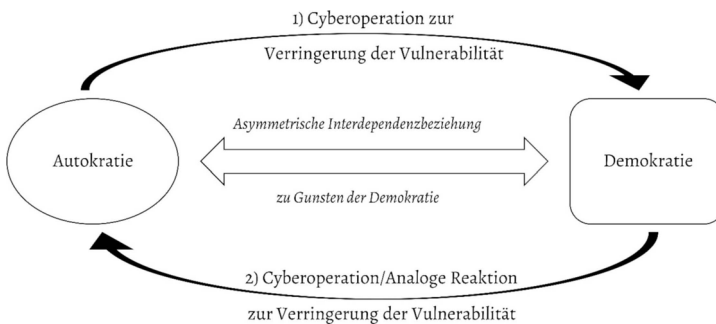 1) Cyberoperation zur
Verringerung der Vulnerabilität
Asymmetrische Interdependenzbeziehung
Autokratie
Demokratie
zu Gunsten der Demokratie
2) Cyberoperation/Analoge Reaktion
zur Verringerung der Vulnerabilität